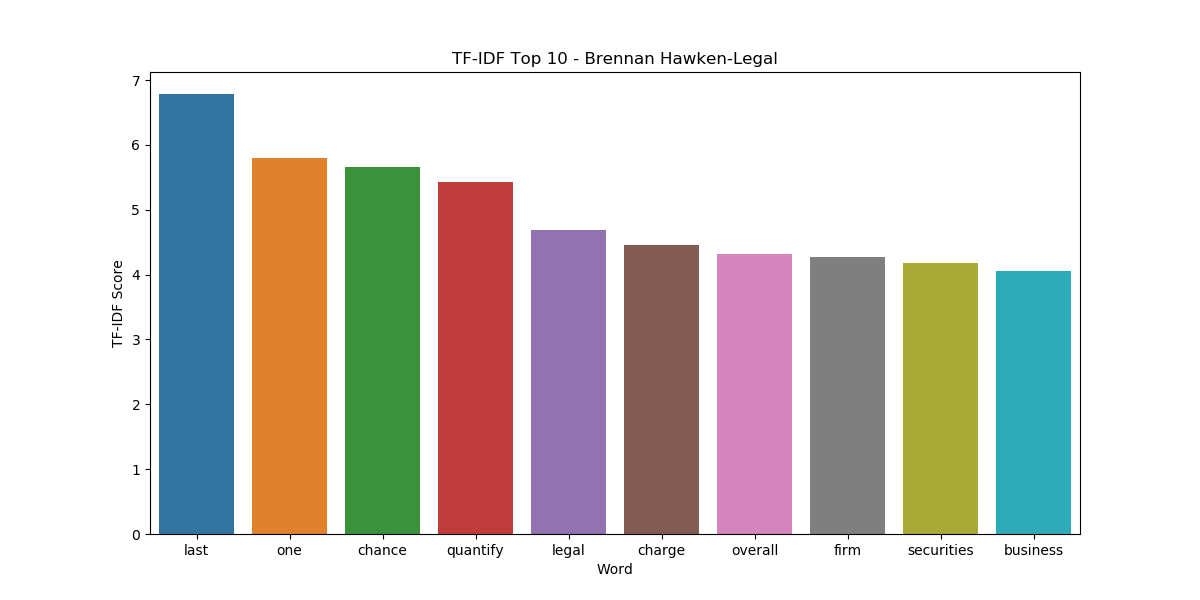 TF-IDF Top 10 - Brennan Hawken-Legal
7
6
5
4
3
2
1
0
TF-IDF Score
last one chance quantify legal charge overall firm securities business
Word